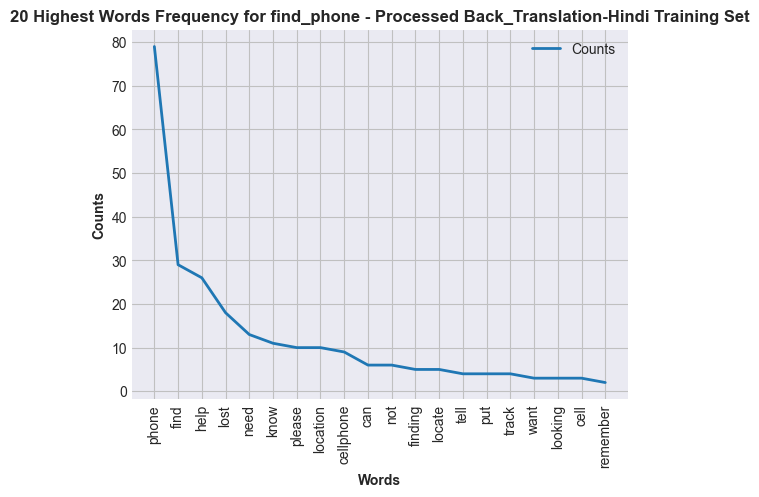 20 Highest Words Frequency for find_phone - Processed Back_Translation-Hindi Training Set
Counts
80
70
60
50
40
30
20
10
0
Counts
phone
find
help
lost
need
know
please
location
cellphone
can
not
finding
locate
tell
put
track
want
looking
cell
remember
Words